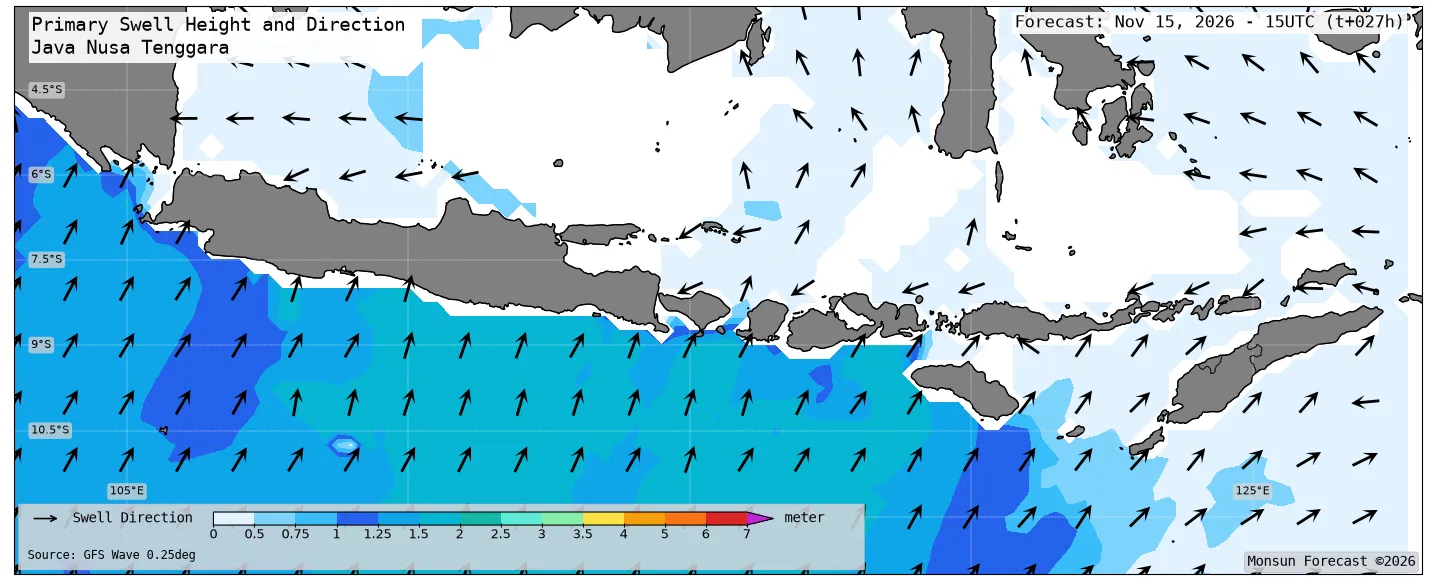 Primary Swell Height and Direction
Java Nusa Tenggara
Forecast: Nov 15, 2026 - 15UTC (t+027h)
4.5°S
6°S
7.5°S
9°S
10.5°S
105°E
125°E
Swell Direction
0 0.5 0.75 1 1.25 1.5 2 2.5 3 3.5 4 5 6 7
meter
Source: GFS Wave 0.25deg
Monsun Forecast ©2026